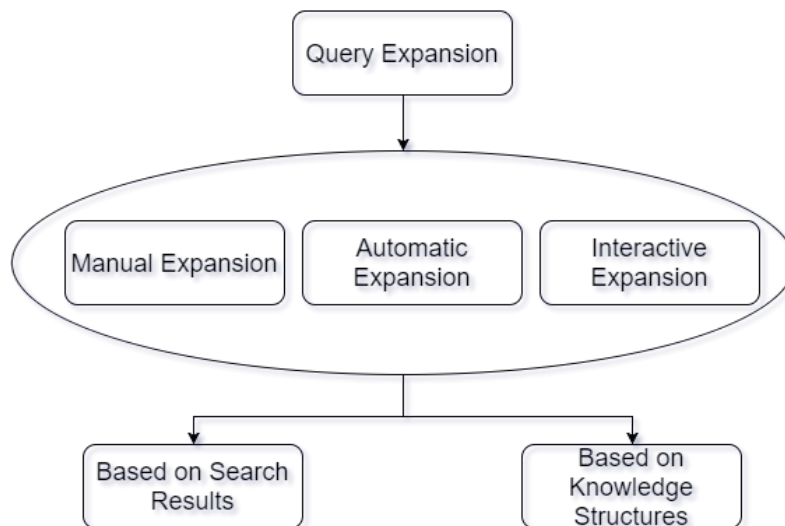 Query Expansion
Manual Expansion
Automatic
Expansion
Interactive
Expansion
Based on Search
Results
Based on
Knowledge
Structures